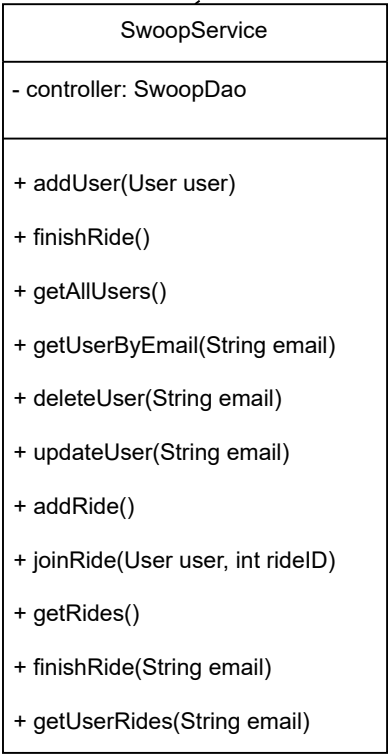 SwoopService
- controller: SwoopDao
+ addUser(User user)
+ finishRide()
+ getAllUsers()
+ getUserByEmail(String email)
+ deleteUser(String email)
+ updateUser(String email)
+ addRide()
+ joinRide(User user, int rideID)
+ getRides()
+ finishRide(String email)
+ getUserRides(String email)